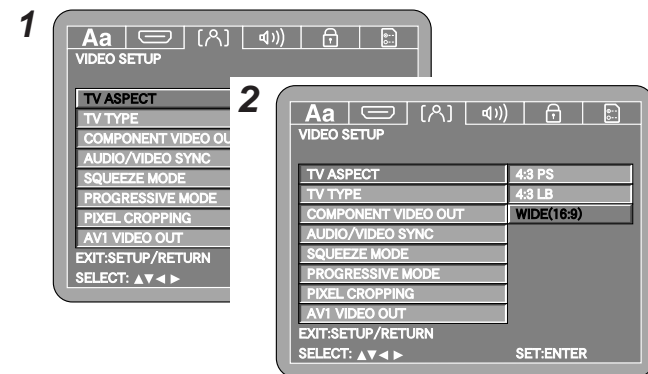 1
Aa
VIDEO SETUP
TV ASPECT
TV TYPE
COMPONENT VIDEO OU
AUDIO/VIDEO SYNC
SQUEEZE MODE
PROGRESSIVE MODE
PIXEL CROPPING
AV1 VIDEO OUT
EXIT:SETUP/RETURN
SELECT: ▲▼◄ ►
2
Aa
VIDEO SETUP
TV ASPECT 4:3 PS
TV TYPE 4:3 LB
COMPONENT VIDEO OUT WIDE(16:9)
AUDIO/VIDEO SYNC
SQUEEZE MODE
PROGRESSIVE MODE
PIXEL CROPPING
AV1 VIDEO OUT
EXIT:SETUP/RETURN
SELECT: ▲▼◄ ► SET:ENTER